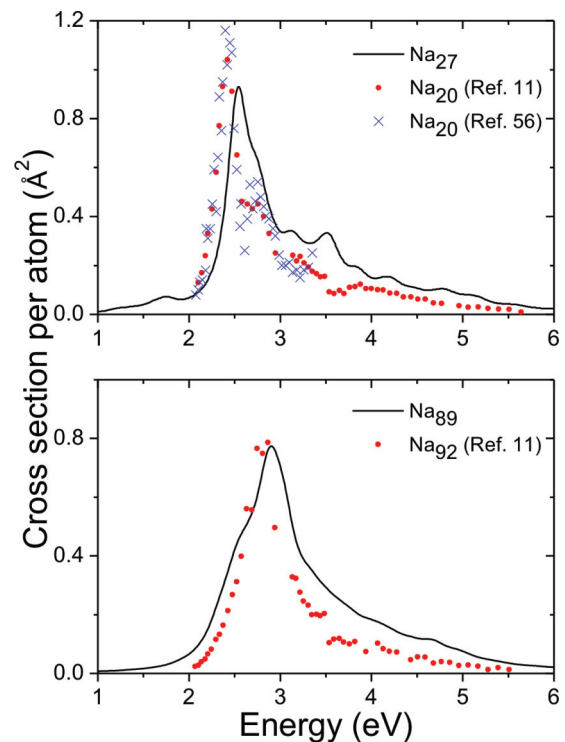 1.2
0.8
0.4
0.0
Na27
Na20 (Ref. 11)
Na20 (Ref. 56)
1 2 3 4 5 6
Cross section per atom (Å²)
0.8
0.4
0.0
Na89
Na92 (Ref. 11)
1 2 3 4 5 6
Energy (eV)